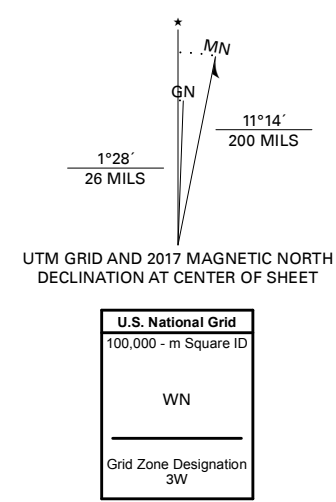 ★
MN
GN
11°14´
200 MILS
1°28´
26 MILS
UTM GRID AND 2017 MAGNETIC NORTH
DECLINATION AT CENTER OF SHEET
U.S. National Grid
100,000 - m Square ID
WN
Grid Zone Designation
3W